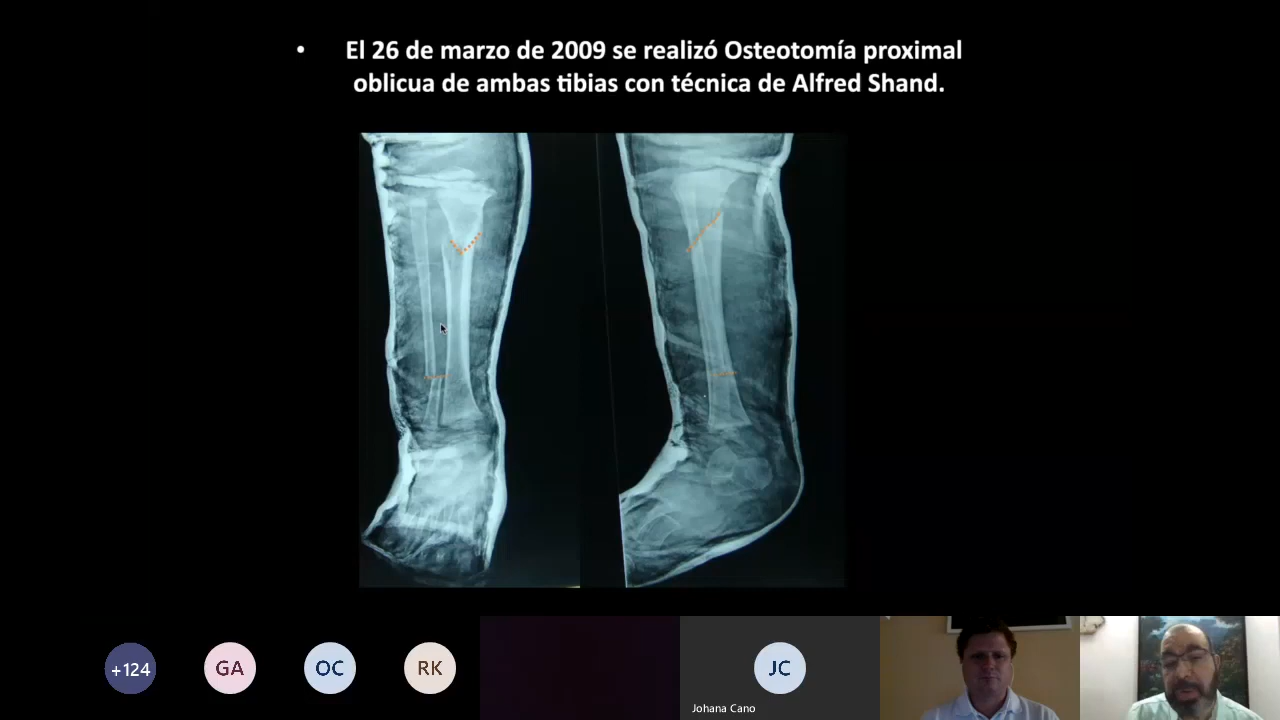 • El 26 de marzo de 2009 se realizó Osteotomía proximal
oblicua de ambas tibias con técnica de Alfred Shand.
+124
GA
OC
RK
JC
Johana Cano